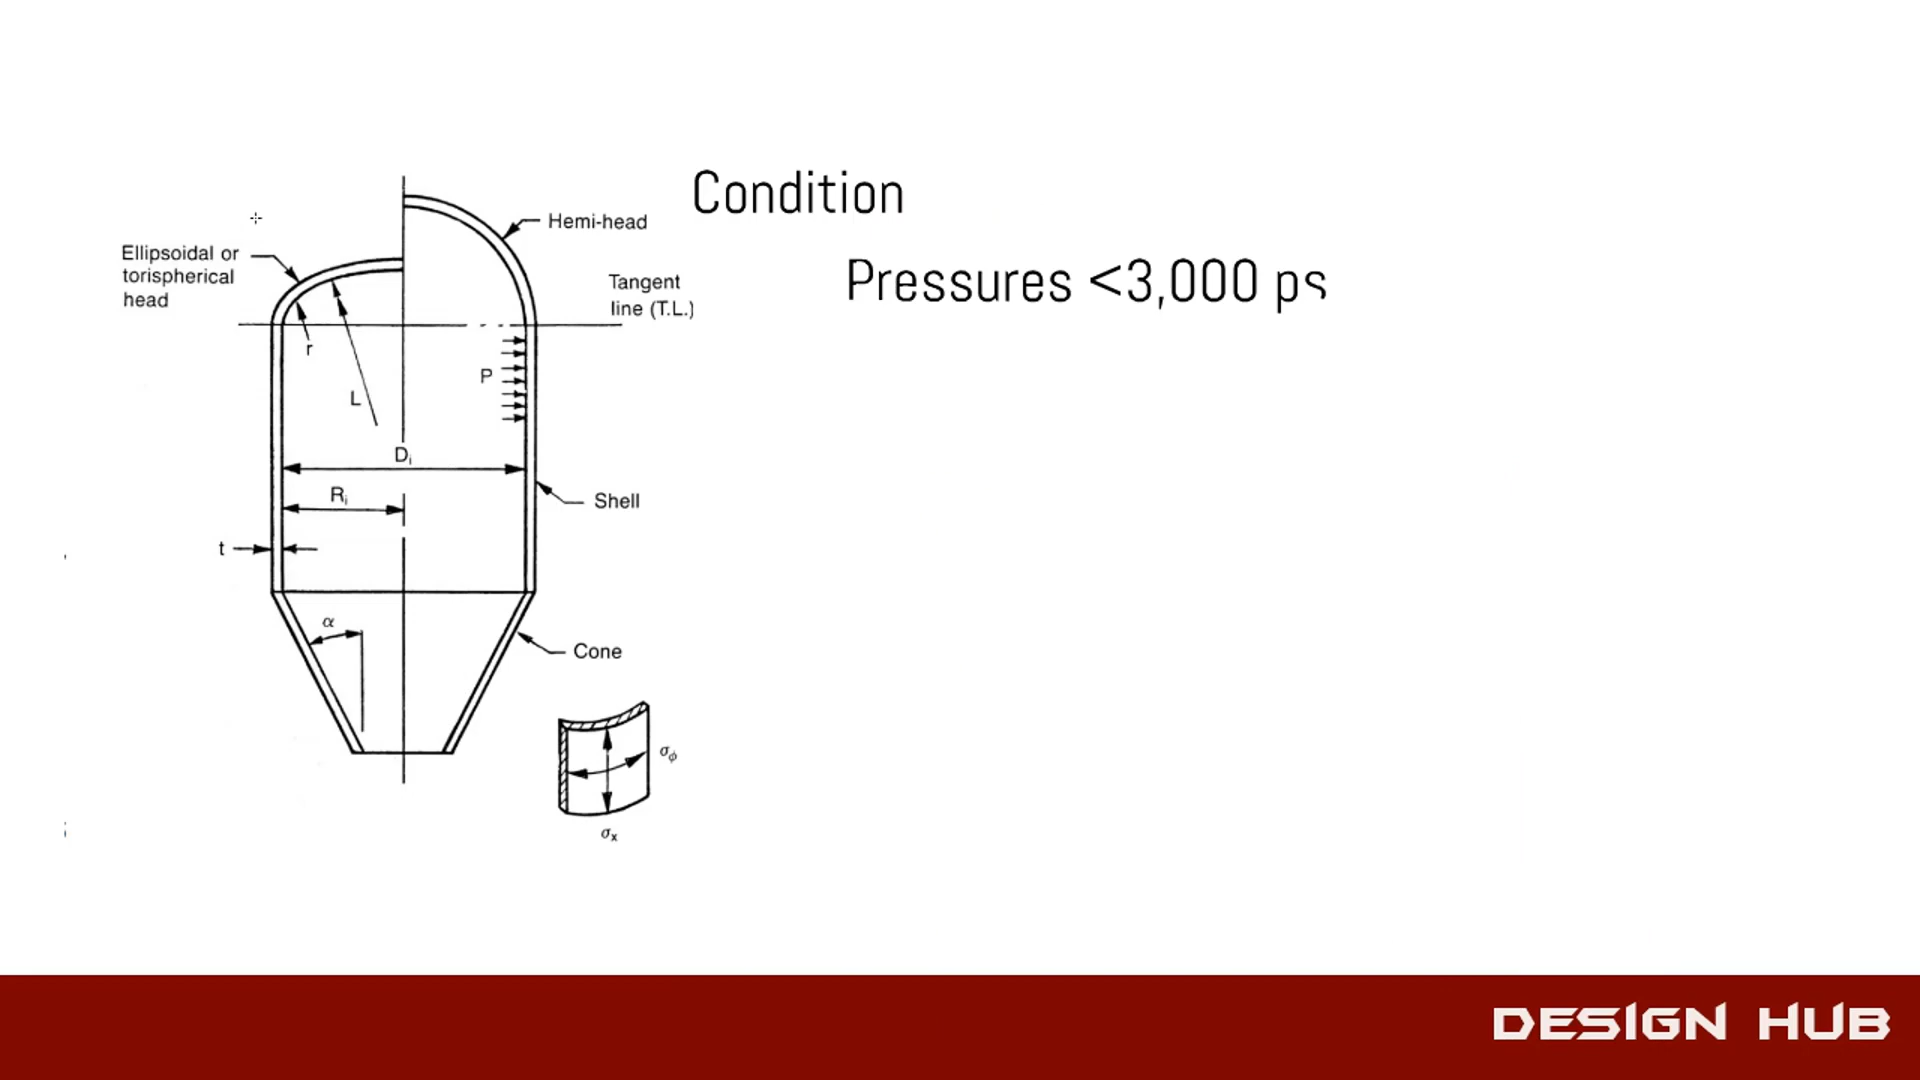 Condition
Pressures <3,000 ps
Hemi-head
Ellipsoidal or
torispherical
head
Tangent
line (T.L.)
r
P
L
Di
Ri
Shell
t
α
Cone
σϕ
σx
DESIGN HUB